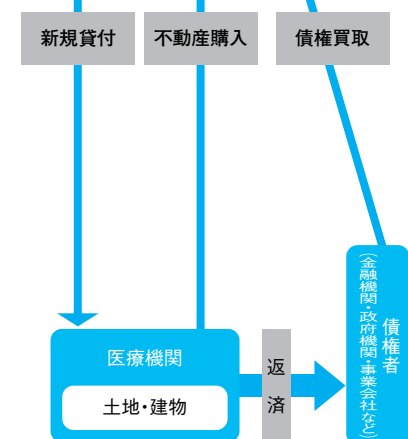 新規貸付
不動産購入
債権買取
医療機関
土地・建物
返済
債権者
（金融機関・政府機関・事業会社など）